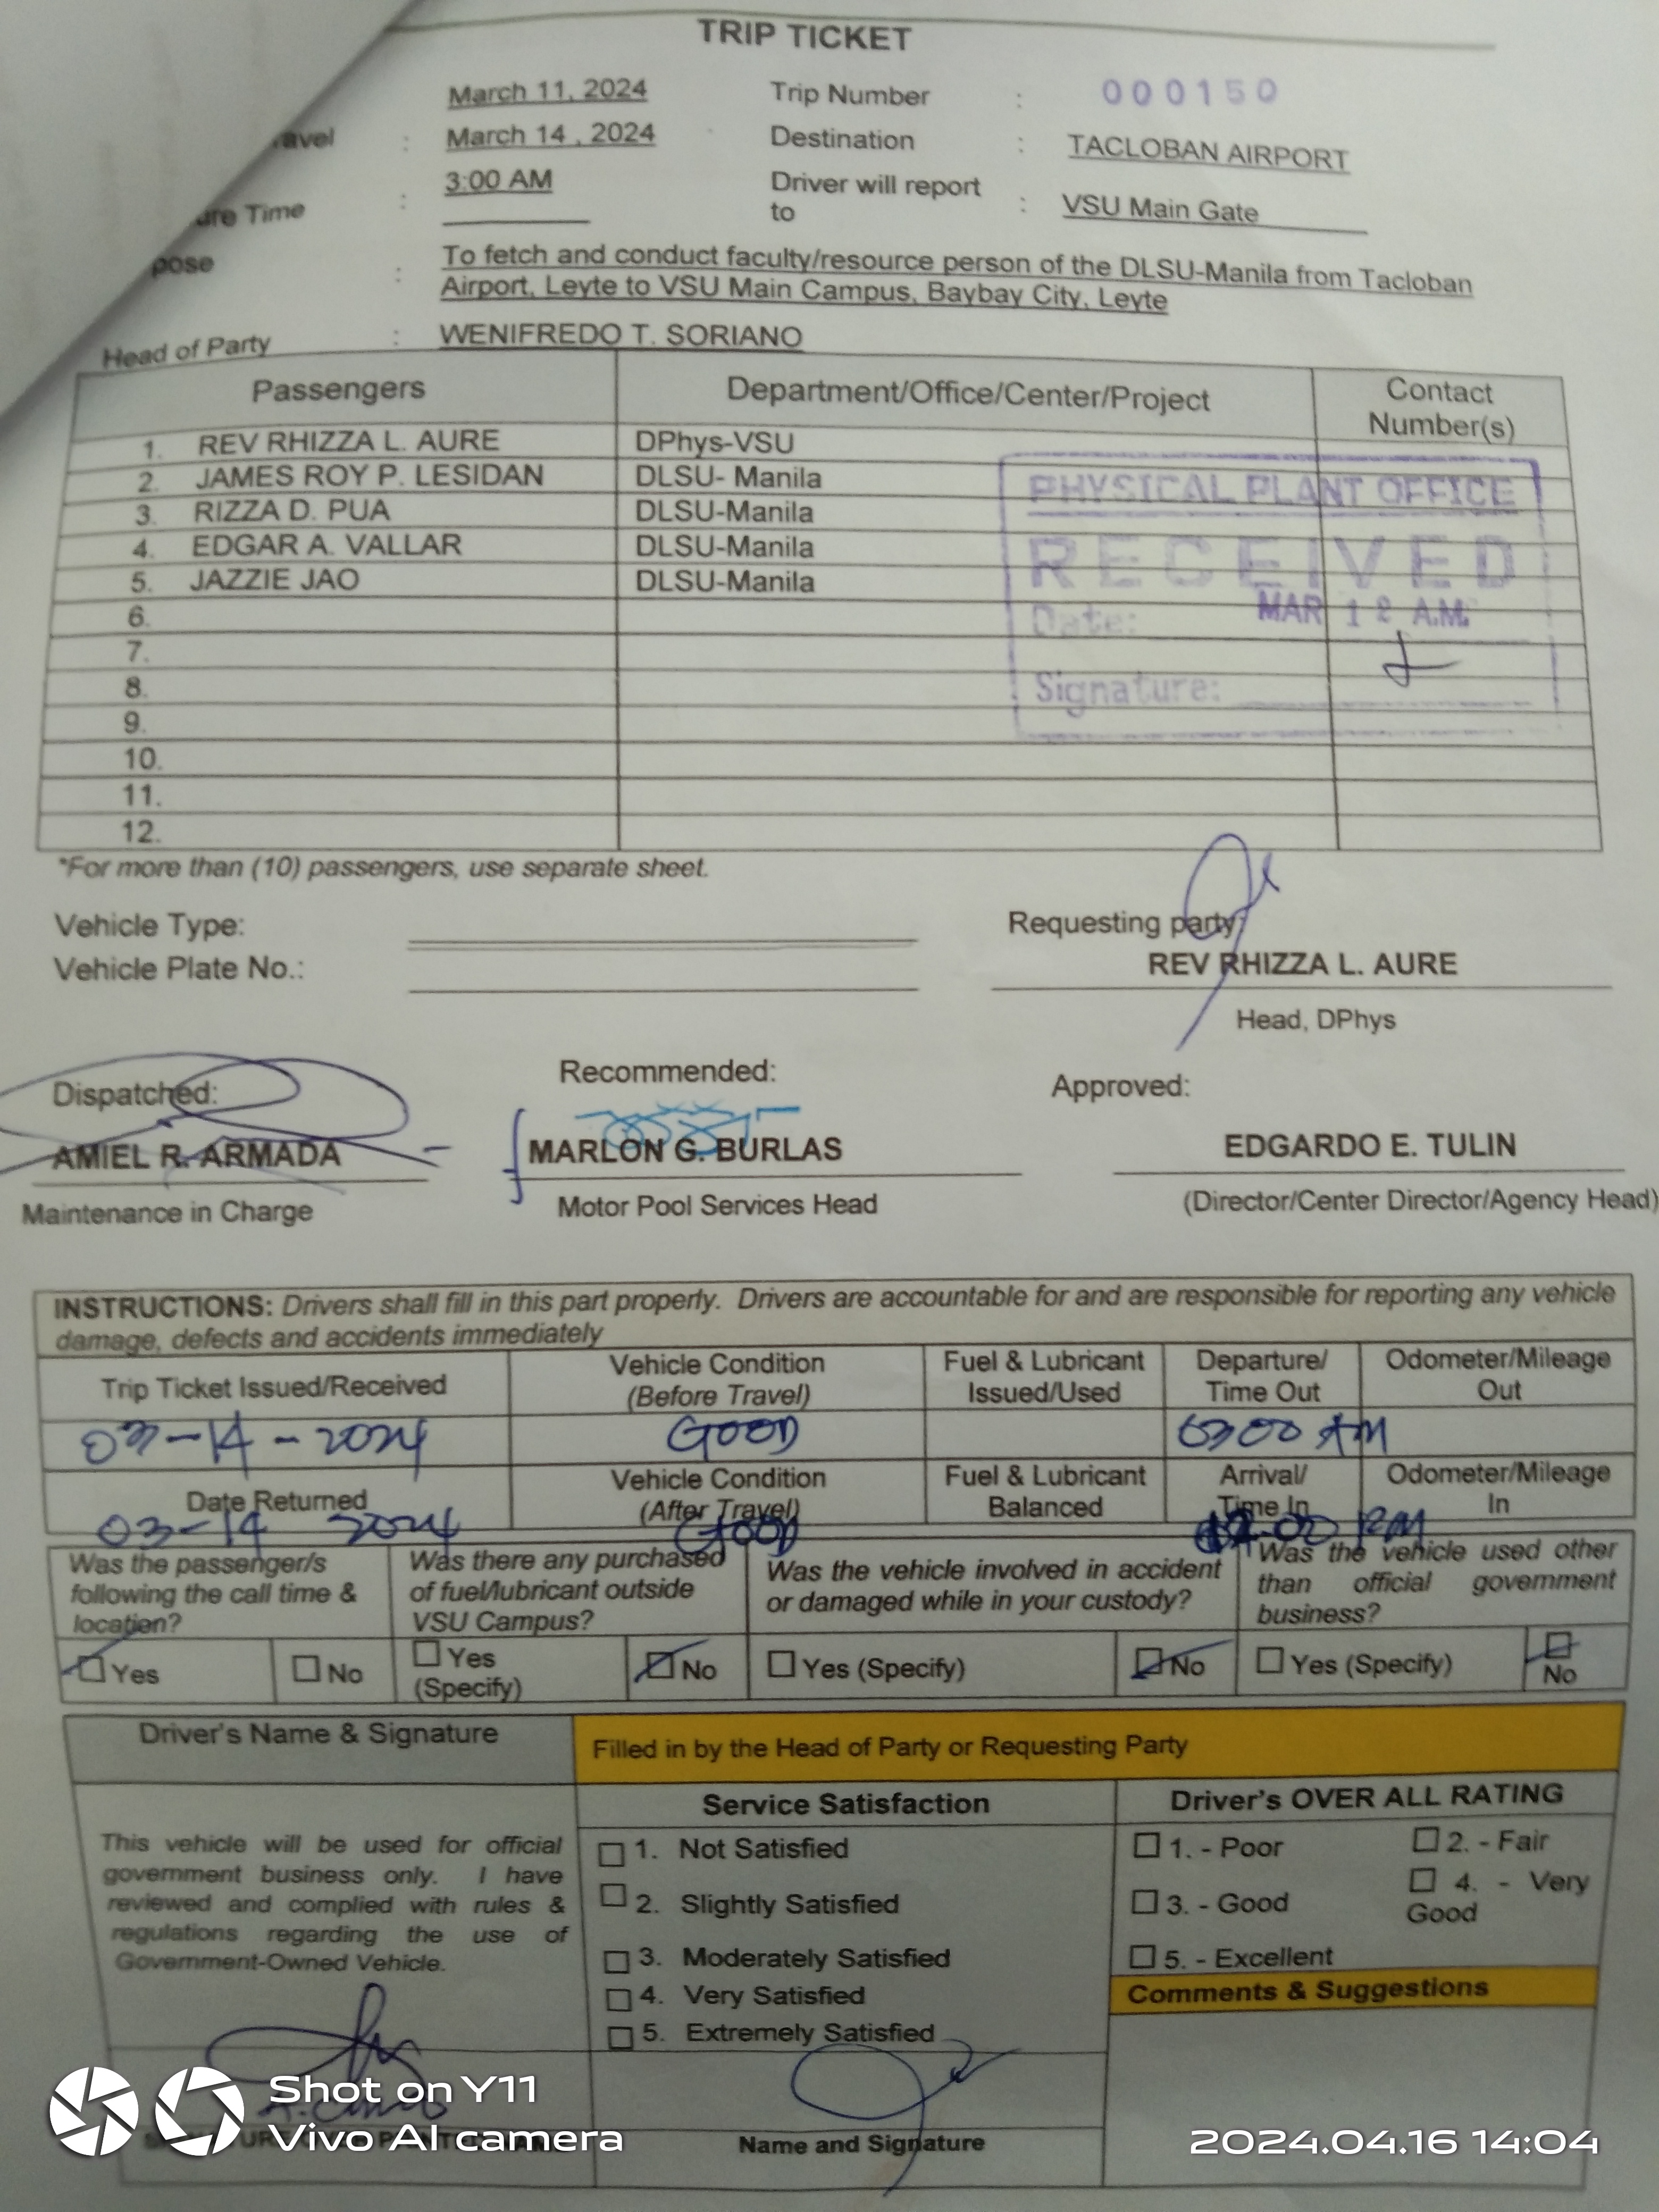 TRIP TICKET
March 11, 2024 Trip Number : 000150
avel : March 14 , 2024 Destination : TACLOBAN AIRPORT
ure Time : 3:00 AM Driver will report to : VSU Main Gate
pose : To fetch and conduct faculty/resource person of the DLSU-Manila from Tacloban
Airport, Leyte to VSU Main Campus, Baybay City, Leyte
Head of Party : WENIFREDO T. SORIANO
Passengers Department/Office/Center/Project Contact Number(s)
1. REV RHIZZA L. AURE DPhys-VSU
2. JAMES ROY P. LESIDAN DLSU- Manila
3. RIZZA D. PUA DLSU-Manila
4. EDGAR A. VALLAR DLSU-Manila
5. JAZZIE JAO DLSU-Manila
6.
7.
8.
9.
10.
11.
12.
PHYSICAL PLANT OFFICE
RECEIVED
Date: MAR 12 A.M.
Signature:
*For more than (10) passengers, use separate sheet.
Vehicle Type: Requesting party:
Vehicle Plate No.: REV RHIZZA L. AURE
Head, DPhys
Dispatched: Recommended: Approved:
AMIEL R. ARMADA MARLON G. BURLAS EDGARDO E. TULIN
Maintenance in Charge Motor Pool Services Head (Director/Center Director/Agency Head)
INSTRUCTIONS: Drivers shall fill in this part properly. Drivers are accountable for and are responsible for reporting any vehicle
damage, defects and accidents immediately
Trip Ticket Issued/Received Vehicle Condition (Before Travel) Fuel & Lubricant Issued/Used Departure/ Time Out Odometer/Mileage Out
03-14-2024 GOOD AM
Date Returned Vehicle Condition (After Travel) Fuel & Lubricant Balanced Arrival/ Time In Odometer/Mileage In
03-14 2024 GOOD PM
Was the passenger/s following the call time & location? Was there any purchased of fuel/lubricant outside VSU Campus? Was the vehicle involved in accident or damaged while in your custody? Was the vehicle used other than official government business?
Yes No Yes (Specify) No Yes (Specify) No Yes (Specify) No
Driver's Name & Signature Filled in by the Head of Party or Requesting Party
Service Satisfaction Driver's OVER ALL RATING
This vehicle will be used for official
government business only. I have
reviewed and complied with rules &
regulations regarding the use of
Government-Owned Vehicle.
1. Not Satisfied
2. Slightly Satisfied
3. Moderately Satisfied
4. Very Satisfied
5. Extremely Satisfied
1. - Poor 2. - Fair
3. - Good 4. - Very Good
5. - Excellent
Comments & Suggestions
Name and Signature
Shot on Y11
Vivo AI camera
2024.04.16 14:04